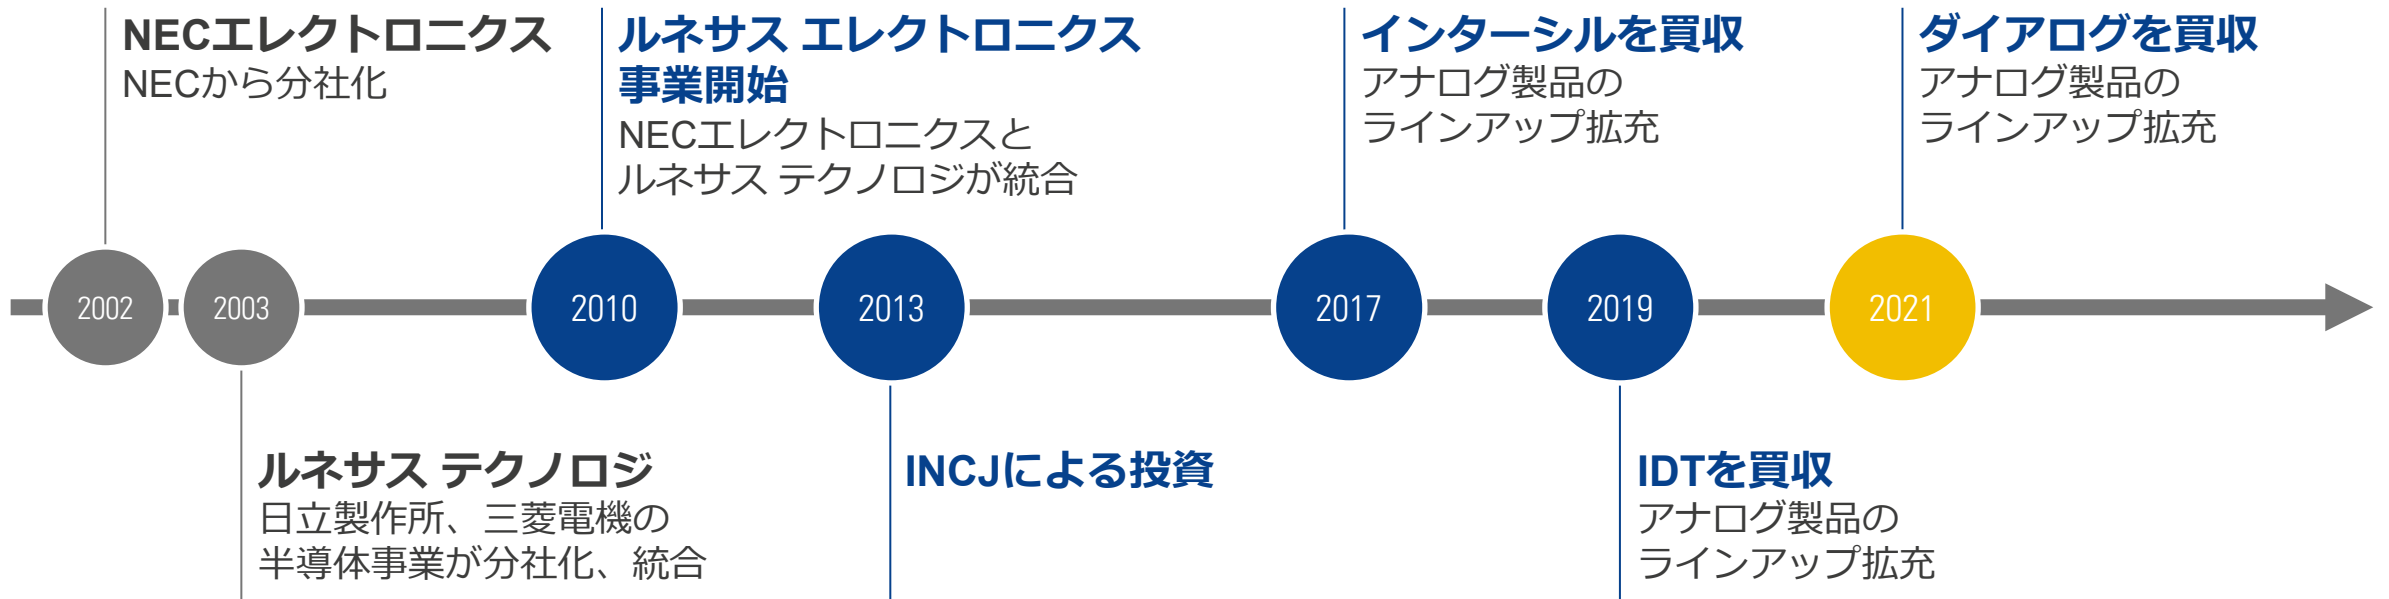 NECエレクトロニクス
NECから分社化
ルネサス エレクトロニクス
事業開始
NECエレクトロニクスと
ルネサス テクノロジが統合
インターシルを買収
アナログ製品の
ラインアップ拡充
ダイアログを買収
アナログ製品の
ラインアップ拡充
2002
2003
2010
2013
2017
2019
2021
ルネサス テクノロジ
日立製作所、三菱電機の
半導体事業が分社化、統合
INCJによる投資
IDTを買収
アナログ製品の
ラインアップ拡充